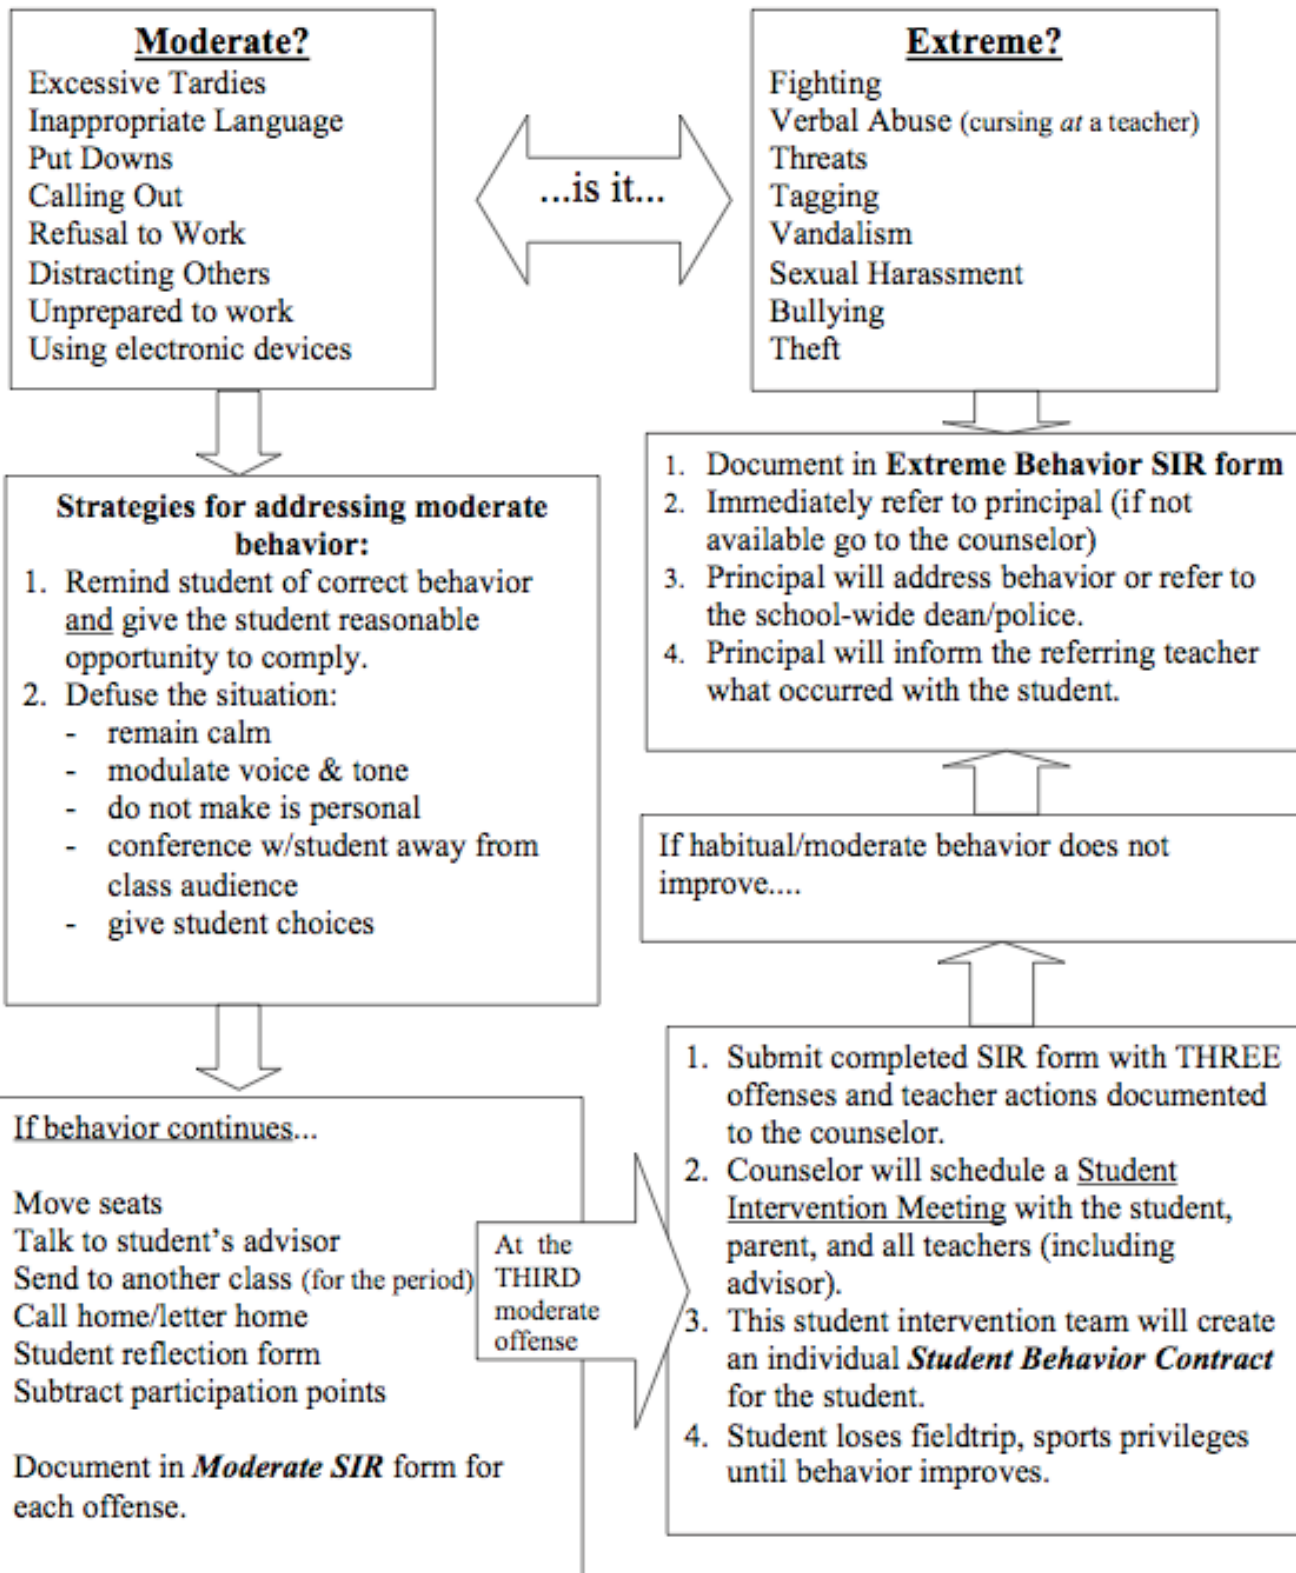 Moderate?
Excessive Tardies
Inappropriate Language
Put Downs
Calling Out
Refusal to Work
Distracting Others
Unprepared to work
Using electronic devices
...is it...
Extreme?
Fighting
Verbal Abuse (cursing at a teacher)
Threats
Tagging
Vandalism
Sexual Harassment
Bullying
Theft
Strategies for addressing moderate
behavior:
1. Remind student of correct behavior
and give the student reasonable
opportunity to comply.
2. Defuse the situation:
- remain calm
- modulate voice & tone
- do not make is personal
- conference w/student away from
class audience
- give student choices
1. Document in Extreme Behavior SIR form
2. Immediately refer to principal (if not
available go to the counselor)
3. Principal will address behavior or refer to
the school-wide dean/police.
4. Principal will inform the referring teacher
what occurred with the student.
If habitual/moderate behavior does not
improve....
If behavior continues...
Move seats
Talk to student’s advisor
Send to another class (for the period)
Call home/letter home
Student reflection form
Subtract participation points
Document in Moderate SIR form for
each offense.
At the
THIRD
moderate
offense
1. Submit completed SIR form with THREE
offenses and teacher actions documented
to the counselor.
2. Counselor will schedule a Student
Intervention Meeting with the student,
parent, and all teachers (including
advisor).
3. This student intervention team will create
an individual Student Behavior Contract
for the student.
4. Student loses fieldtrip, sports privileges
until behavior improves.